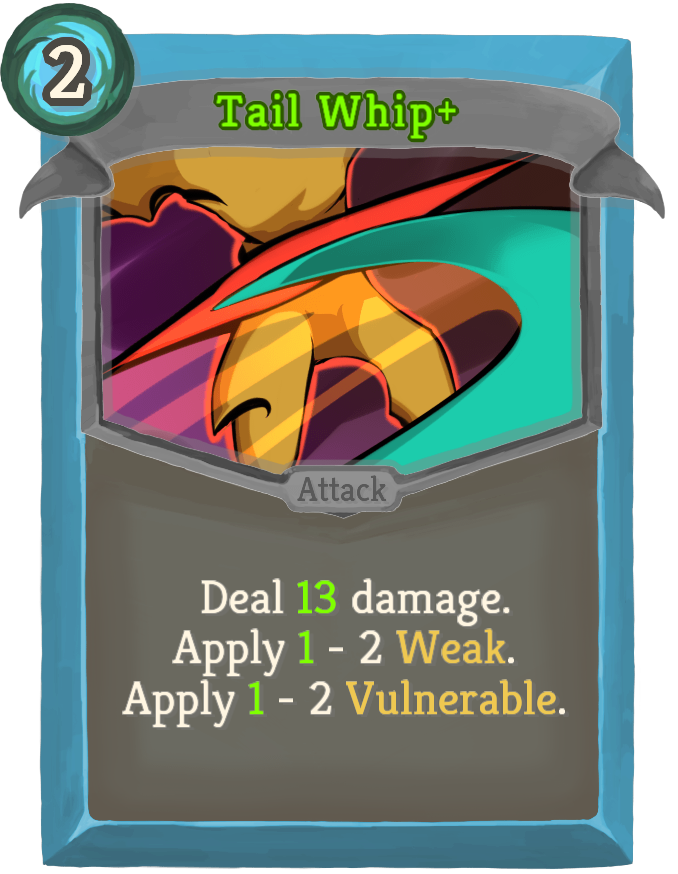 2
Tail Whip+
Attack
Deal 13 damage.
Apply 1 - 2 Weak.
Apply 1 - 2 Vulnerable.